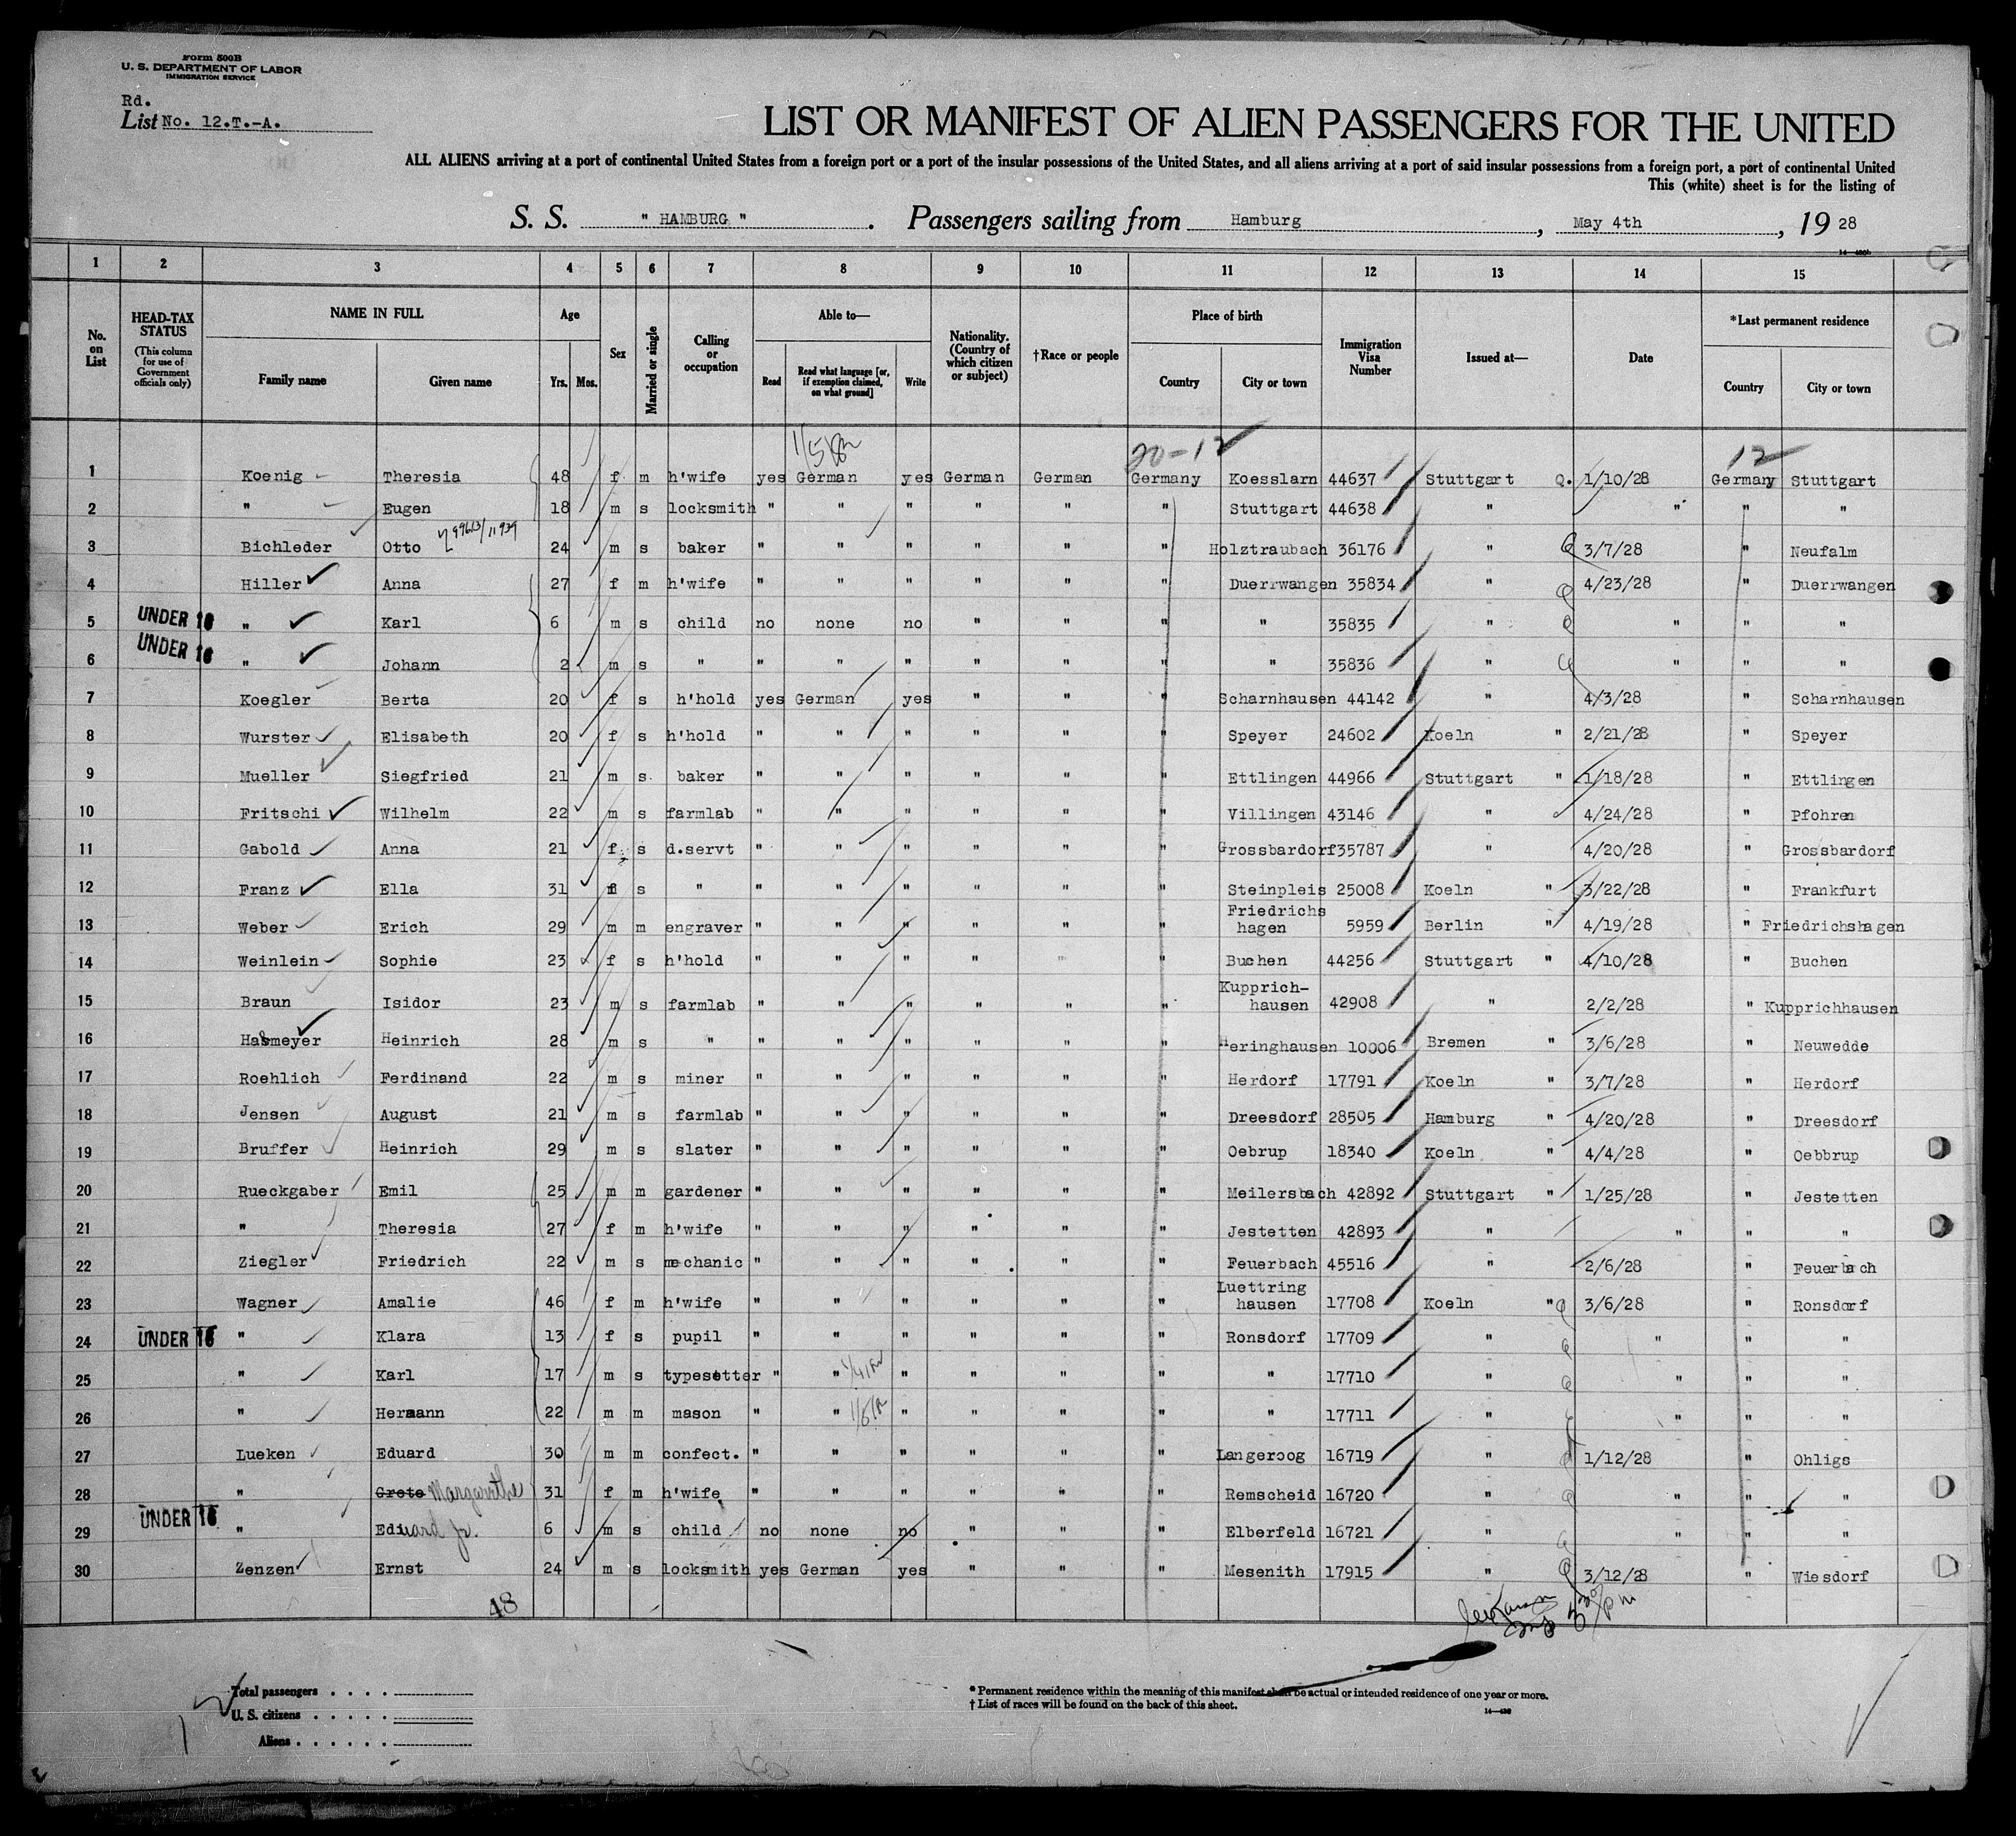 Form 500B
U. S. DEPARTMENT OF LABOR
IMMIGRATION SERVICE
Rd.
List No. 12.T.-A.
LIST OR MANIFEST OF ALIEN PASSENGERS FOR THE UNITED
ALL ALIENS arriving at a port of continental United States from a foreign port or a port of the insular possessions of the United States, and all aliens arriving at a port of said insular possessions from a foreign port, a port of continental United
This (white) sheet is for the listing of
S. S. " HAMBURG " . Passengers sailing from Hamburg , May 4th , 19 28
1 2 3 4 5 6 7 8 9 10 11 12 13 14 15
No. on List
HEAD-TAX STATUS (This column for use of Government officials only)
NAME IN FULL Family name Given name
Age Yrs. Mos.
Sex
Married or single
Calling or occupation
Able to— Read Read what language [or, if exemption claimed, on what ground] Write
Nationality. (Country of which citizen or subject)
†Race or people
Place of birth Country City or town
Immigration Visa Number
Issued at—
Date
*Last permanent residence Country City or town
20-12 12
1 Koenig Theresia 48 f m h'wife yes German yes German German Germany Koesslarn 44637 Stuttgart 1/10/28 Germany Stuttgart
2 " Eugen 18 m s locksmith " " " " " " Stuttgart 44638 " " " "
3 Bichleder Otto 24 m s baker " " " " " " Holztraubach 36176 " 3/7/28 " Neufalm
4 Hiller Anna 27 f m h'wife " " " " " " Duerrwangen 35834 " 4/23/28 " Duerrwangen
5 UNDER 16 " Karl 6 m s child no none no " " " " 35835 " " " "
6 UNDER 16 " Johann 2 m s " " " " " " " " 35836 " " " "
7 Koegler Berta 20 f s h'hold yes German yes " " " Scharnhausen 44142 " 4/3/28 " Scharnhausen
8 Wurster Elisabeth 20 f s h'hold " " " " " " Speyer 24602 Koeln " 2/21/28 " Speyer
9 Mueller Siegfried 21 m s. baker " " " " " " Ettlingen 44966 Stuttgart " 1/18/28 " Ettlingen
10 Fritschi Wilhelm 22 m s farmlab " " " " " " Villingen 43146 " 4/24/28 " Pfohren
11 Gabold Anna 21 f s d.servt " " " " " " Grossbardorf 35787 " 4/20/28 " Grossbardorf
12 Franz Ella 31 f s " " " " " " " Steinpleis 25008 Koeln " 3/22/28 " Frankfurt
13 Weber Erich 29 m m engraver " " " " " " Friedrichs hagen 5959 Berlin " 4/19/28 " Friedrichshagen
14 Weinlein Sophie 23 f s h'hold " " " " " " Buchen 44256 Stuttgart " 4/10/28 " Buchen
15 Braun Isidor 23 m s farmlab " " " " " " Kupprich- hausen 42908 " 2/2/28 " Kupprichhausen
16 Hasmeyer Heinrich 28 m s " " " " " " " Heringhausen 10006 Bremen " 3/6/28 " Neuwedde
17 Roehlich Ferdinand 22 m s miner " " " " " " Herdorf 17791 Koeln " 3/7/28 " Herdorf
18 Jensen August 21 m s farmlab " " " " " " Dreesdorf 28505 Hamburg " 4/20/28 " Dreesdorf
19 Bruffer Heinrich 29 m s slater " " " " " " Oebrup 18340 Koeln " 4/4/28 " Oebbrup
20 Rueckgaber Emil 25 m m gardener " " " " " " Meilersbach 42892 Stuttgart " 1/25/28 " Jestetten
21 " Theresia 27 f m h'wife " " " " " " Jestetten 42893 " " " "
22 Ziegler Friedrich 22 m s mechanic " " " " " " Feuerbach 45516 " 2/6/28 " Feuerbach
23 Wagner Amalie 46 f m h'wife " " " " " " Luettring hausen 17708 Koeln " 3/6/28 " Ronsdorf
24 UNDER 16 " Klara 13 f s pupil " " " " " " Ronsdorf 17709 " " " "
25 " Karl 17 m s typesetter " " " " " " " 17710 " " " "
26 " Hermann 22 m m mason " " " " " " " 17711 " " " "
27 Lueken Eduard 30 m m confect. " " " " " " Langeroog 16719 " 1/12/28 " Ohligs
28 " Grete Margarethe 31 f m h'wife " " " " " " Remscheid 16720 " " " "
29 UNDER 16 " Eduard Jr. 6 m s child no none no " " " Elberfeld 16721 " " " "
30 Zenzen Ernst 24 m s locksmith yes German yes " " " Mesenith 17915 " 3/12/28 " Wiesdorf
48
Total passengers
U. S. citizens
Aliens
* Permanent residence within the meaning of this manifest shall be actual or intended residence of one year or more.
† List of races will be found on the back of this sheet.